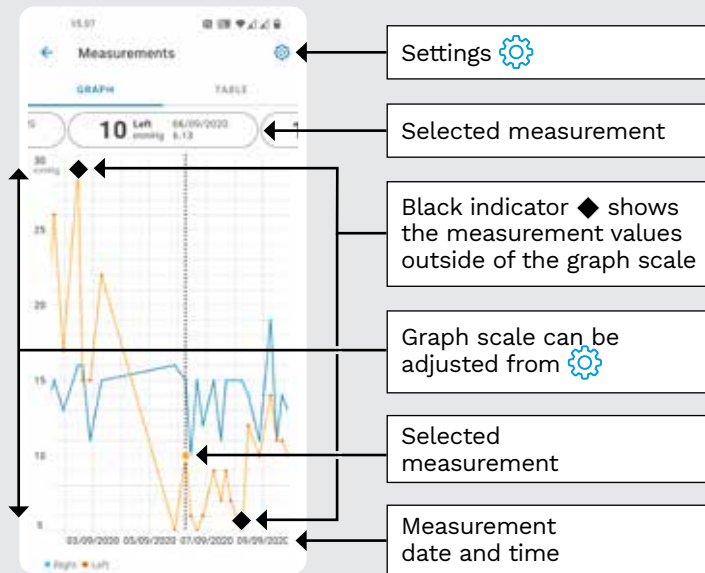 15.57
Measurements
GRAPH TABLE
10 Left mmHg 06/09/2020 6.13
30
mmHg
25
20
15
10
5
03/09/2020 05/09/2020 07/09/2020 09/09/2020
Right Left
Settings
Selected measurement
Black indicator ◆ shows
the measurement values
outside of the graph scale
Graph scale can be
adjusted from
Selected
measurement
Measurement
date and time